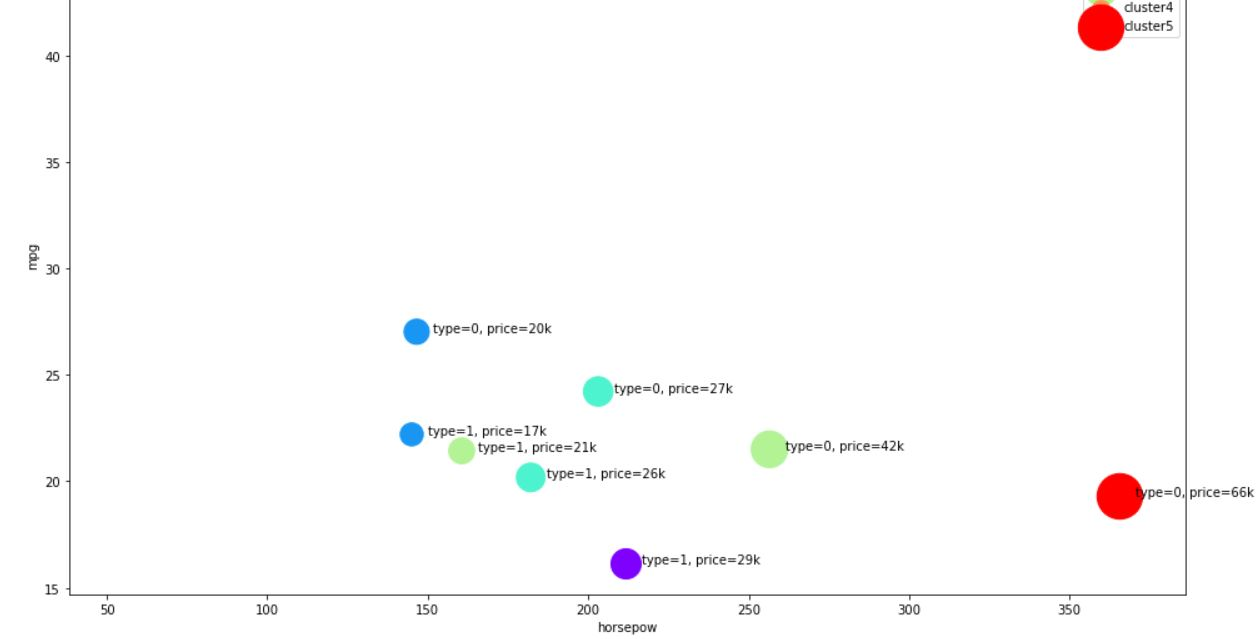 cluster4
cluster5
40
35
mpg
30
type=0, price=20k
25
type=0, price=27k
type=1, price=17k
type=1, price=21k
type=0, price=42k
20
type=1, price=26k
type=0, price=66k
type=1, price=29k
15
50 100 150 200 250 300 350
horsepow